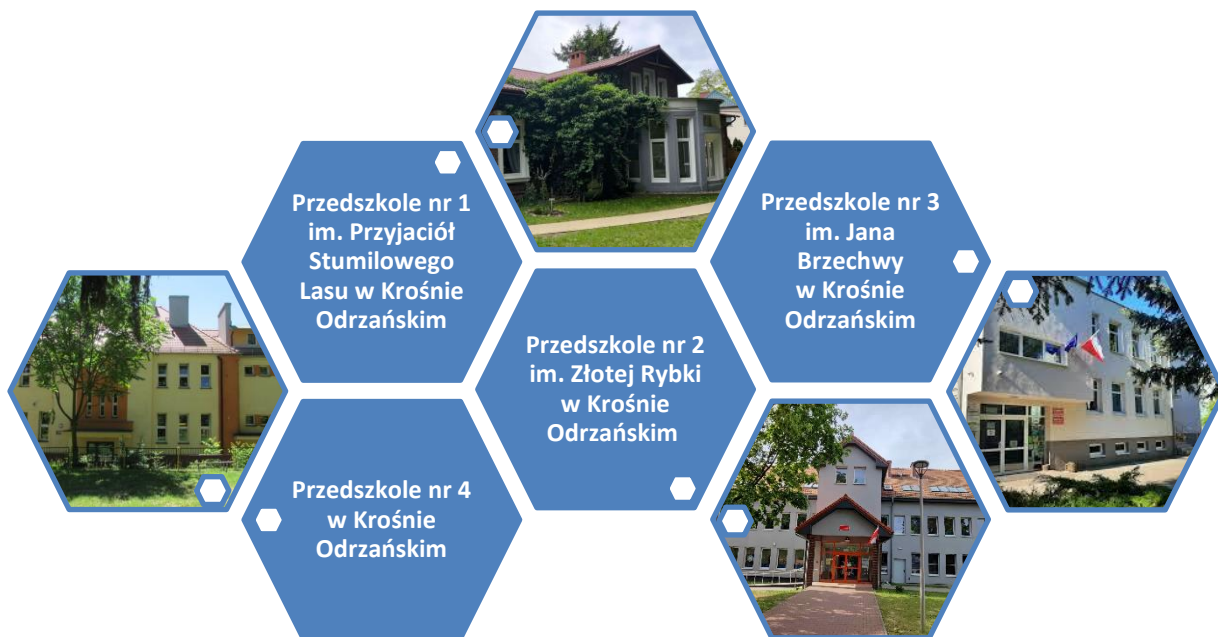 Przedszkole nr 1
im. Przyjaciół
Stumilowego
Lasu w Krośnie
Odrzańskim
Przedszkole nr 3
im. Jana
Brzechwy
w Krośnie
Odrzańskim
Przedszkole nr 2
im. Złotej Rybki
w Krośnie
Odrzańskim
Przedszkole nr 4
w Krośnie
Odrzańskim